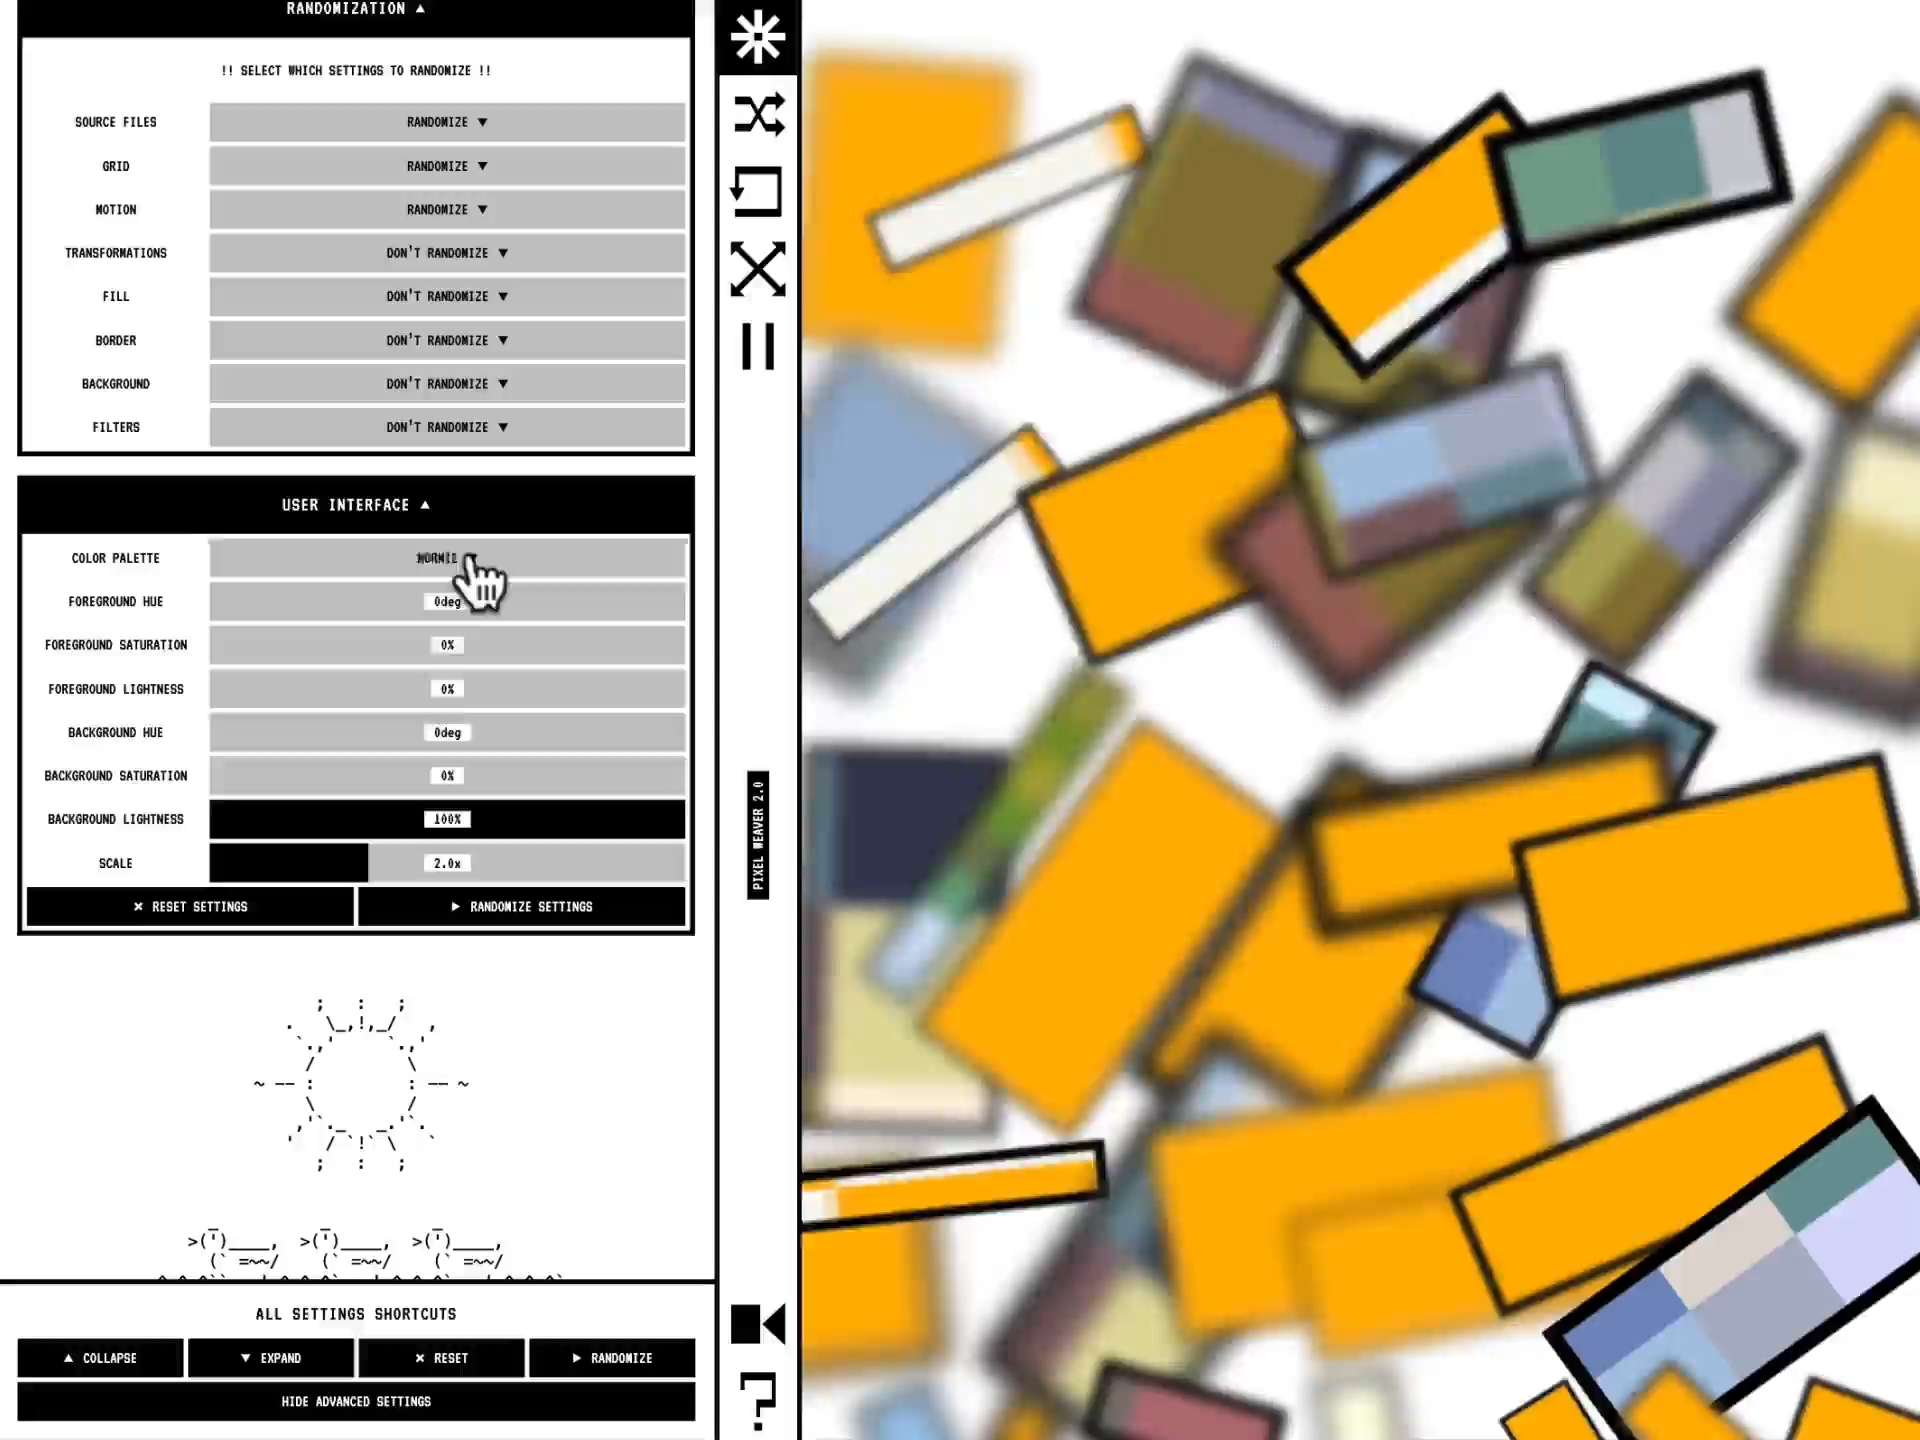 RANDOMIZATION ▲
!! SELECT WHICH SETTINGS TO RANDOMIZE !!
SOURCE FILES RANDOMIZE ▼
GRID RANDOMIZE ▼
MOTION RANDOMIZE ▼
TRANSFORMATIONS DON'T RANDOMIZE ▼
FILL DON'T RANDOMIZE ▼
BORDER DON'T RANDOMIZE ▼
BACKGROUND DON'T RANDOMIZE ▼
FILTERS DON'T RANDOMIZE ▼
USER INTERFACE ▲
COLOR PALETTE
FOREGROUND HUE 0deg
FOREGROUND SATURATION 0%
FOREGROUND LIGHTNESS 0%
BACKGROUND HUE 0deg
BACKGROUND SATURATION 0%
BACKGROUND LIGHTNESS 100%
SCALE 2.0x
× RESET SETTINGS ► RANDOMIZE SETTINGS
ALL SETTINGS SHORTCUTS
▲ COLLAPSE ▼ EXPAND × RESET ► RANDOMIZE
HIDE ADVANCED SETTINGS
PIXEL WEAVER 2.0